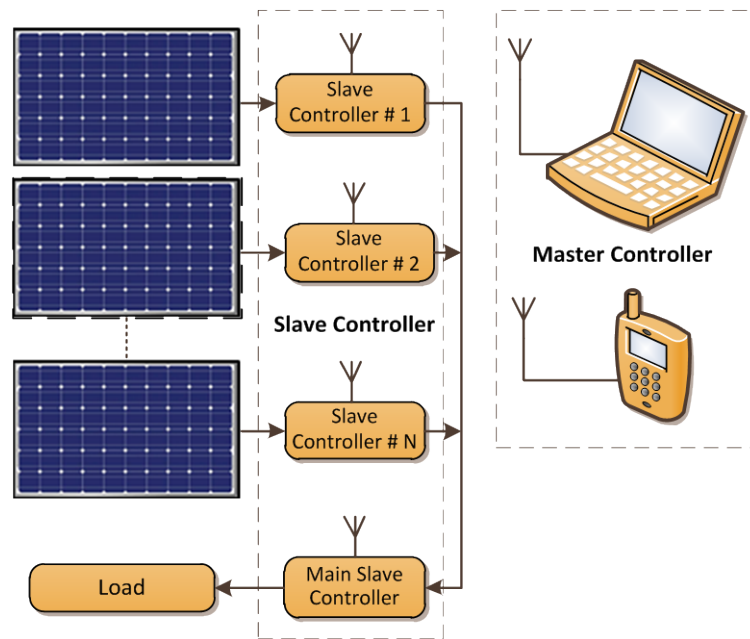 Slave
Controller # 1
Slave
Controller # 2
Slave Controller
Slave
Controller # N
Main Slave
Controller
Load
Master Controller